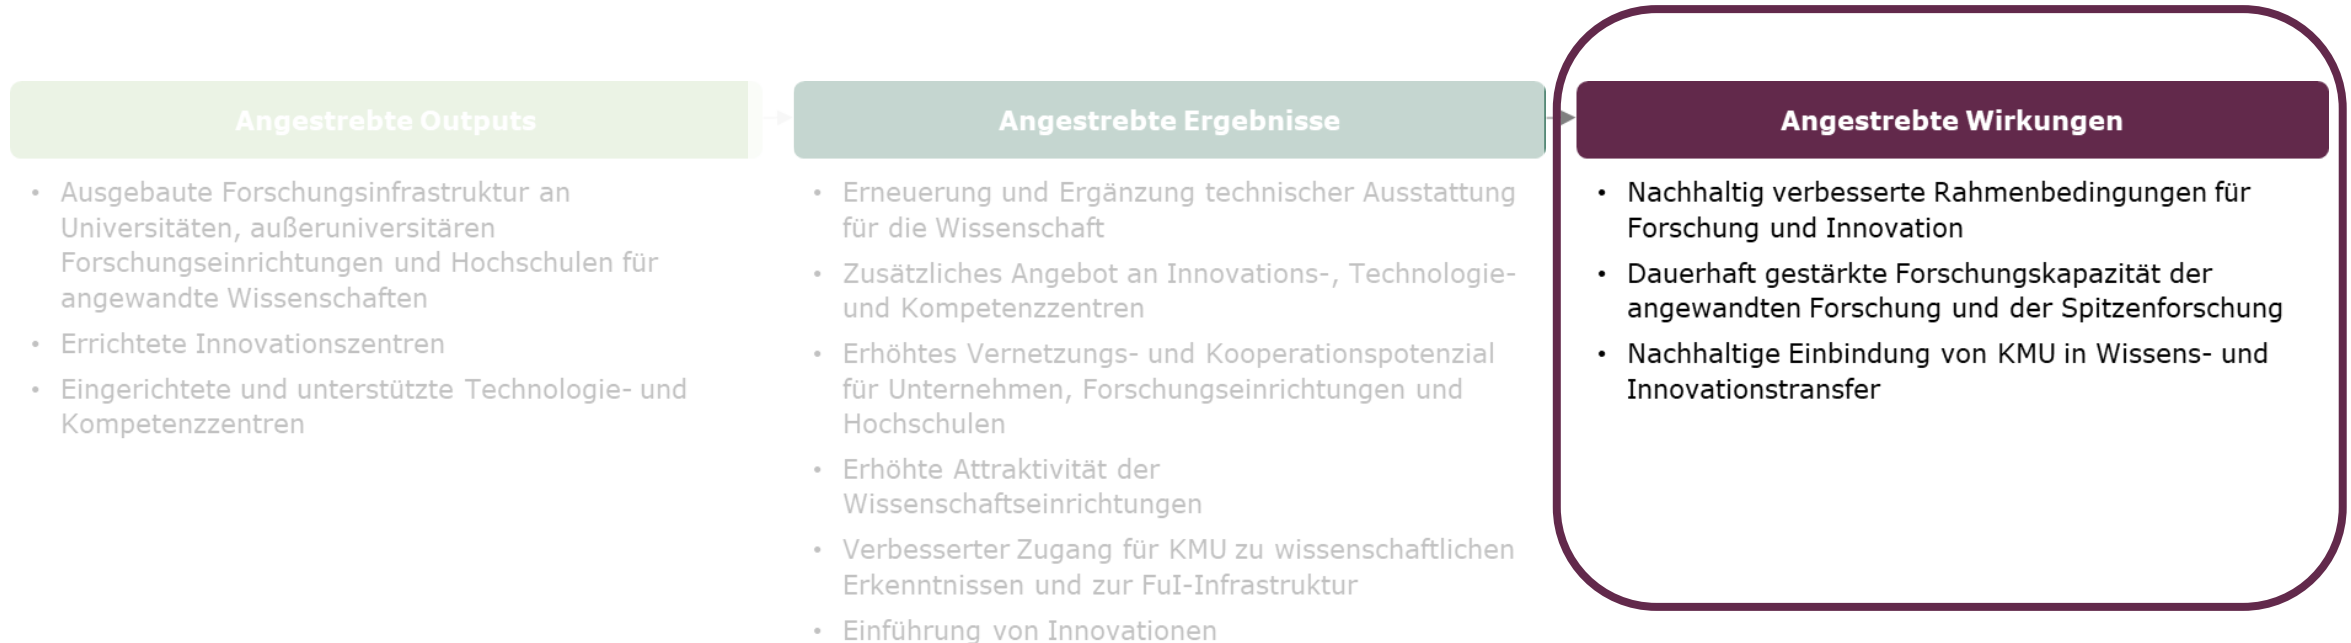 Angestrebte Outputs
Ausgebaute Forschungsinfrastruktur an
Universitäten, außeruniversitären
Forschungseinrichtungen und Hochschulen für
angewandte Wissenschaften
Errichtete Innovationszentren
Eingerichtete und unterstützte Technologie- und
Kompetenzzentren
Angestrebte Ergebnisse
Erneuerung und Ergänzung technischer Ausstattung
für die Wissenschaft
Zusätzliches Angebot an Innovations-, Technologie-
und Kompetenzzentren
Erhöhtes Vernetzungs- und Kooperationspotenzial
für Unternehmen, Forschungseinrichtungen und
Hochschulen
Erhöhte Attraktivität der
Wissenschaftseinrichtungen
Verbesserter Zugang für KMU zu wissenschaftlichen
Erkenntnissen und zur FuI-Infrastruktur
Einführung von Innovationen
Angestrebte Wirkungen
Nachhaltig verbesserte Rahmenbedingungen für
Forschung und Innovation
Dauerhaft gestärkte Forschungskapazität der
angewandten Forschung und der Spitzenforschung
Nachhaltige Einbindung von KMU in Wissens- und
Innovationstransfer